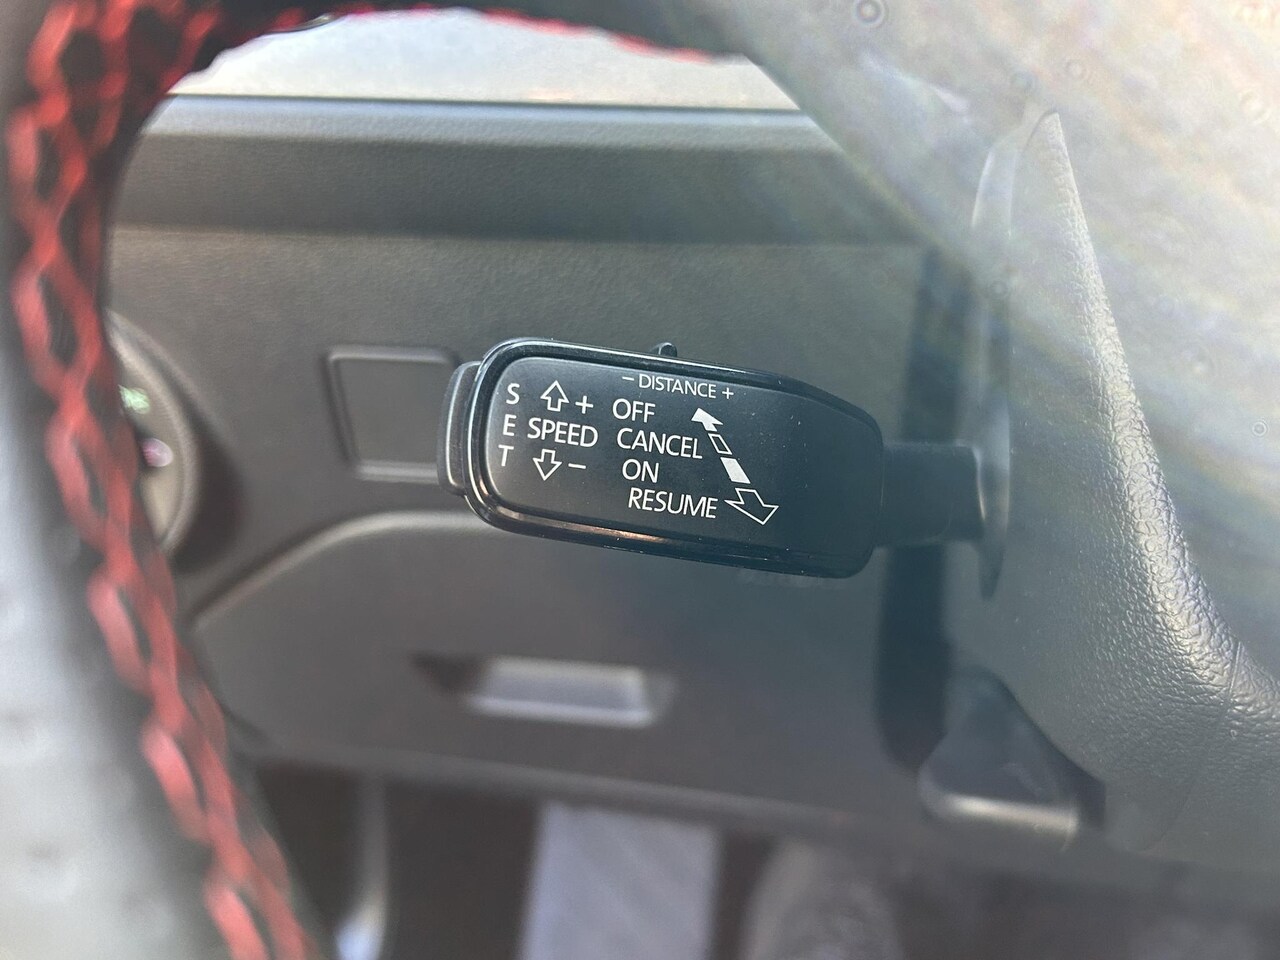 − DISTANCE +
S + OFF
E SPEED CANCEL
T − ON
RESUME